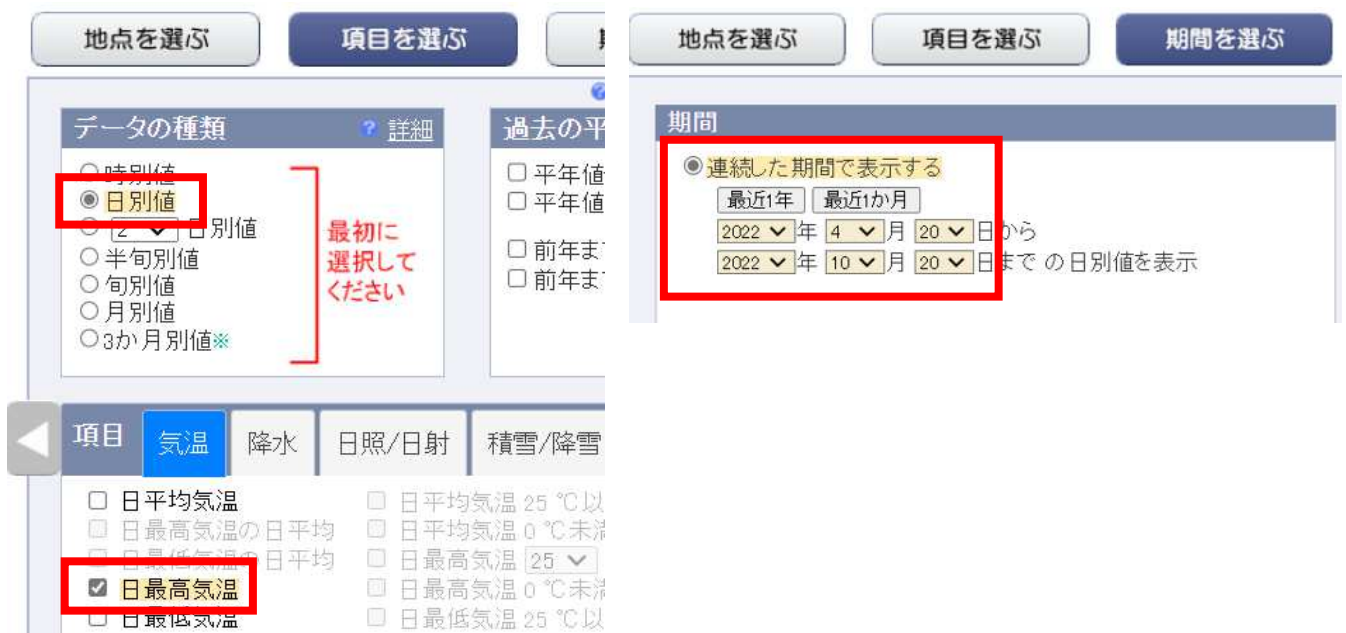 地点を選ぶ
項目を選ぶ
データの種類
詳細
過去の平
時別値
日別値
2 日別値
半旬別値
旬別値
月別値
3か月別値※
最初に
選択して
ください
平年値
平年値
前年ま
前年ま
項目
気温
降水
日照/日射
積雪/降雪
日平均気温
日平均気温 25 ℃以
日最高気温の日平均
日平均気温 0 ℃未満
日最低気温の日平均
日最高気温 25
日最高気温
日最高気温 0 ℃未満
日最低気温
日最低気温 25 ℃以
地点を選ぶ
項目を選ぶ
期間を選ぶ
期間
連続した期間で表示する
最近1年 最近1か月
2022 年 4 月 20 日から
2022 年 10 月 20 日まで の日別値を表示